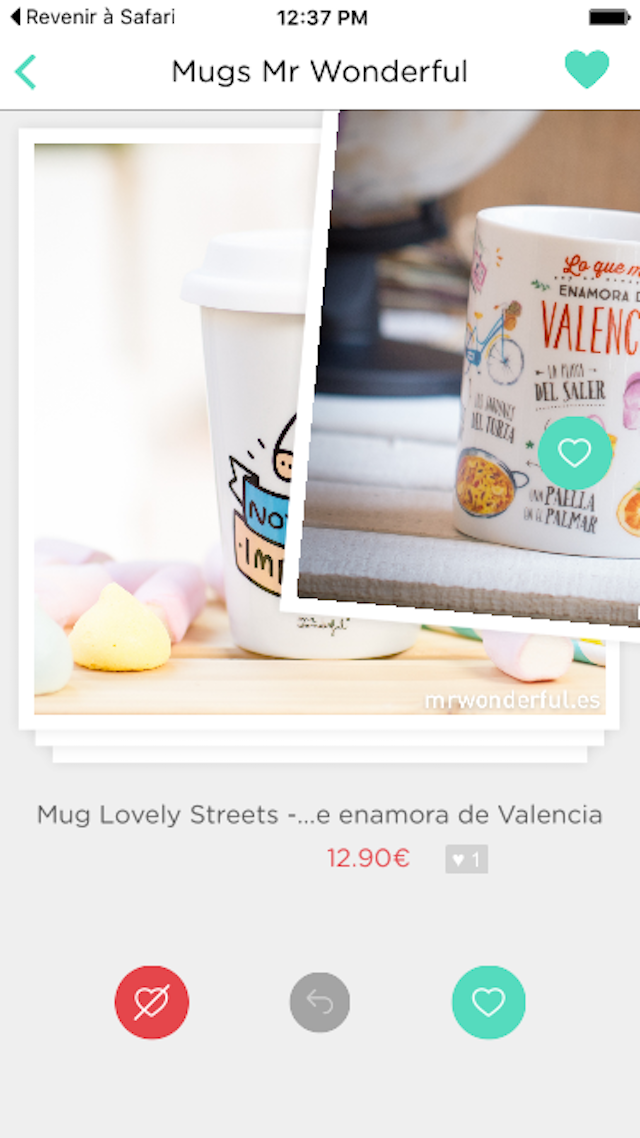 Revenir à Safari
12:37 PM
Mugs Mr Wonderful
Lo que m
ENAMORA D
VALENC
LA PLAYA
DEL SALER
LOS JARDINES
DEL TURIA
UNA PAELLA
EN EL PALMAR
NO
IMP
mr
wonderful
mrwonderful.es
Mug Lovely Streets -...e enamora de Valencia
12.90€
1